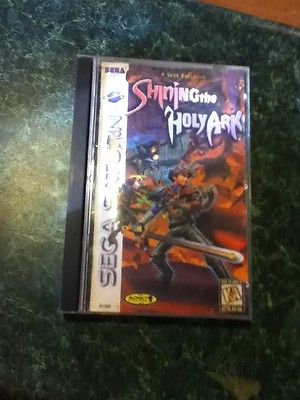 SEGA
A Sega Exclusive
SHINING the
HOLY ARK
SEGA SATURN